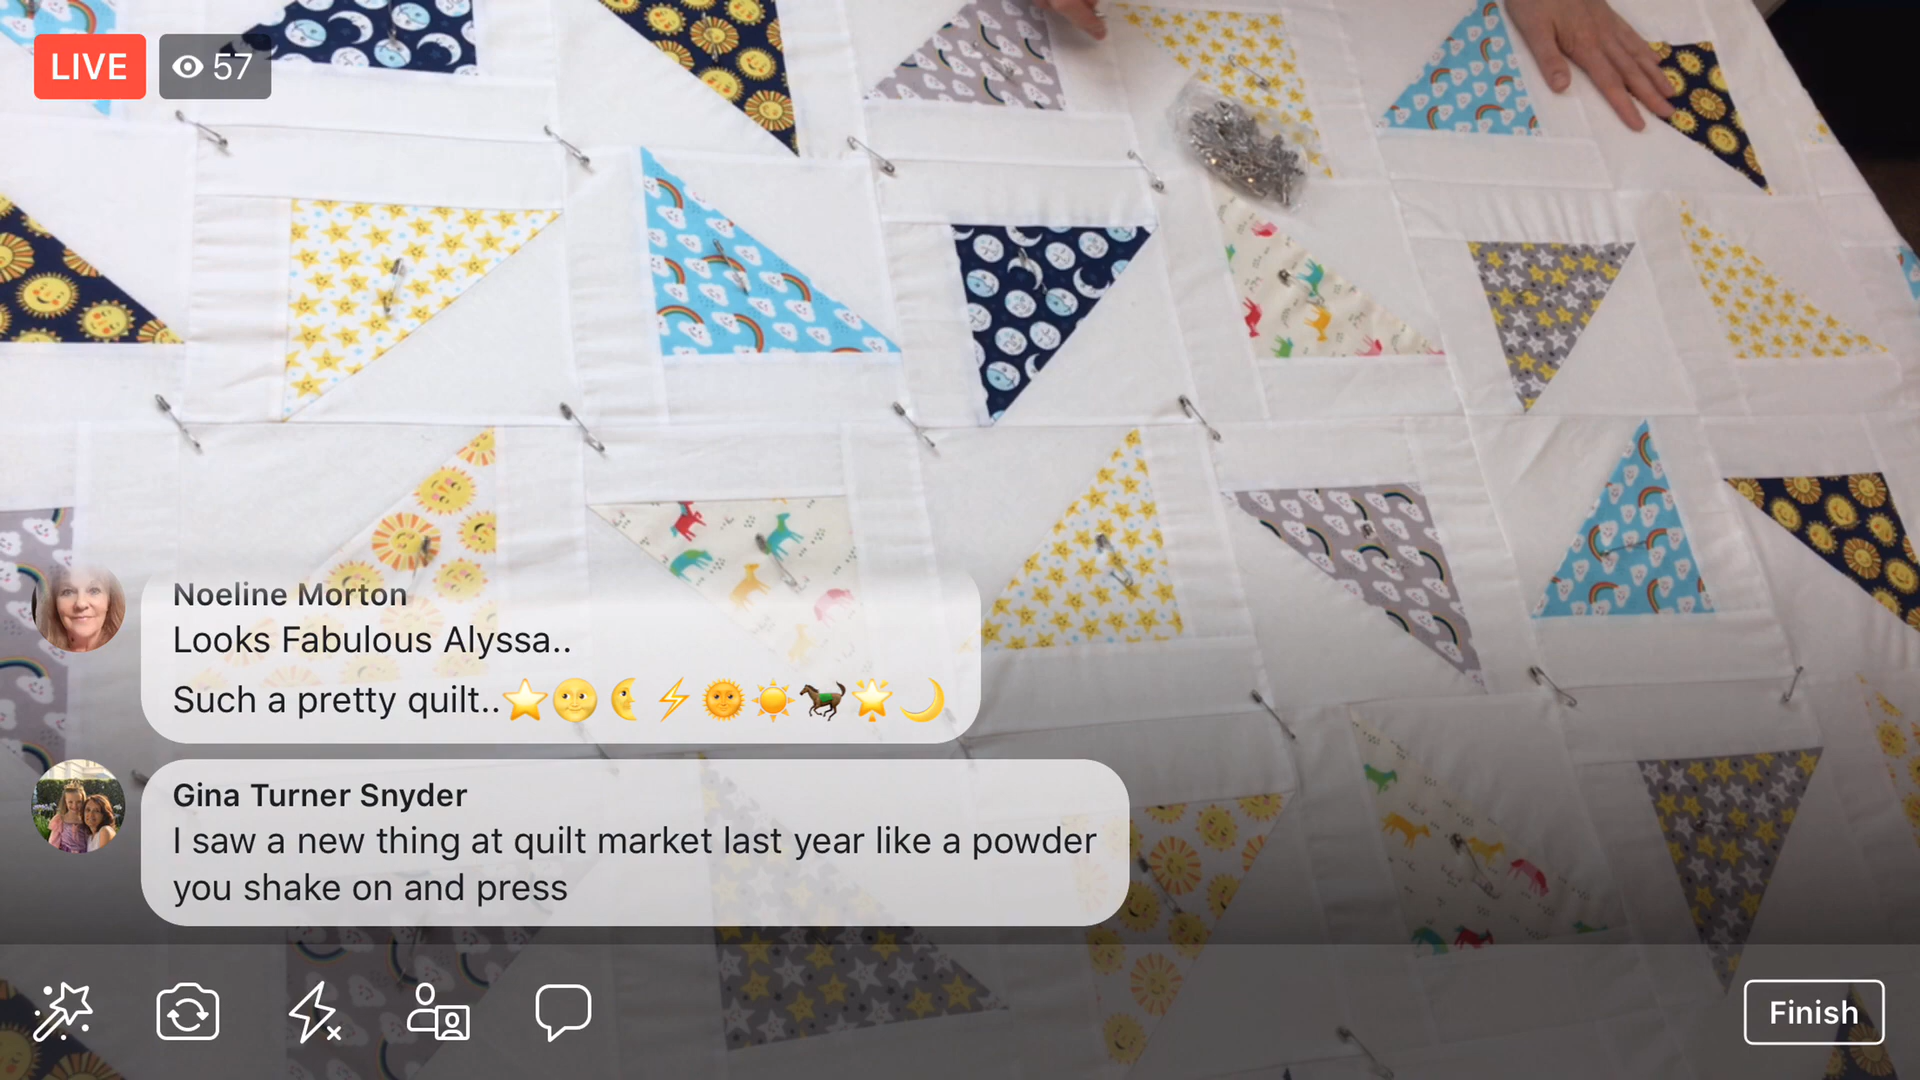 LIVE 57
Noeline Morton
Looks Fabulous Alyssa..
Such a pretty quilt..⭐🌝🌜⚡🌞☀️🐎🌟🌙
Gina Turner Snyder
I saw a new thing at quilt market last year like a powder
you shake on and press
Finish